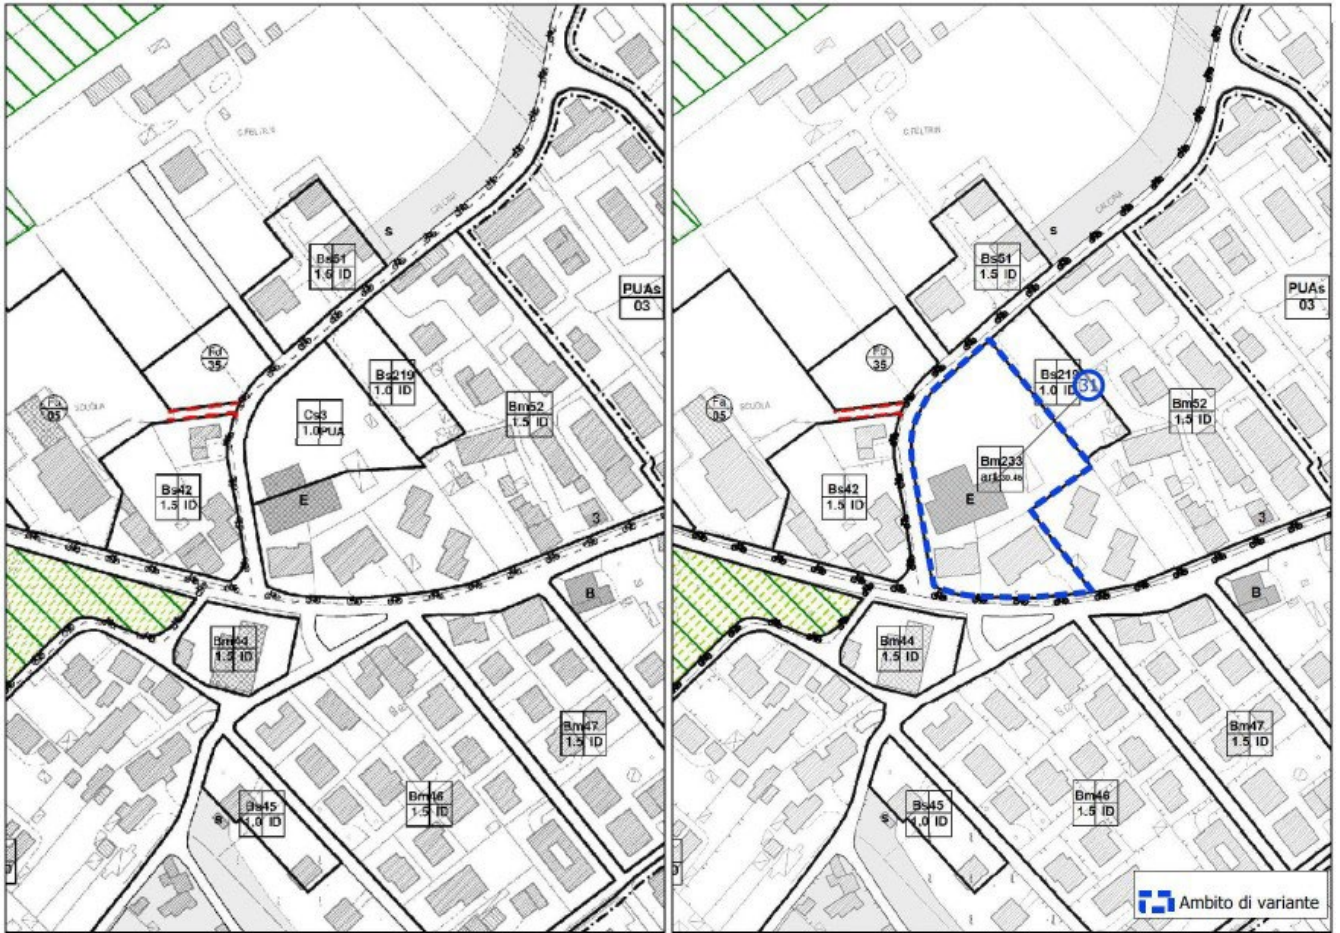 C.FELTRIN
CALCINIA
S
Bs51
1.5 ID
PUAs
03
Fd
35
Bs219
1.0 ID
Fa
05
SCUOLA
Cs3
1.0PUA
Bm52
1.5 ID
Bs42
1.5 ID
E
3
B
Bm44
1.5 ID
Bm47
1.5 ID
Bm46
1.5 ID
Bs45
1.0 ID
S
C.FELTRIN
S
Bs51
1.5 ID
PUAs
03
Fd
35
Bs219
1.0 ID
31
Fa
05
SCUOLA
Bm52
1.5 ID
Bm233
Bs42
1.5 ID
E
3
B
Bm44
1.5 ID
Bm47
1.5 ID
Bm46
1.5 ID
Bs45
1.0 ID
S
Ambito di variante